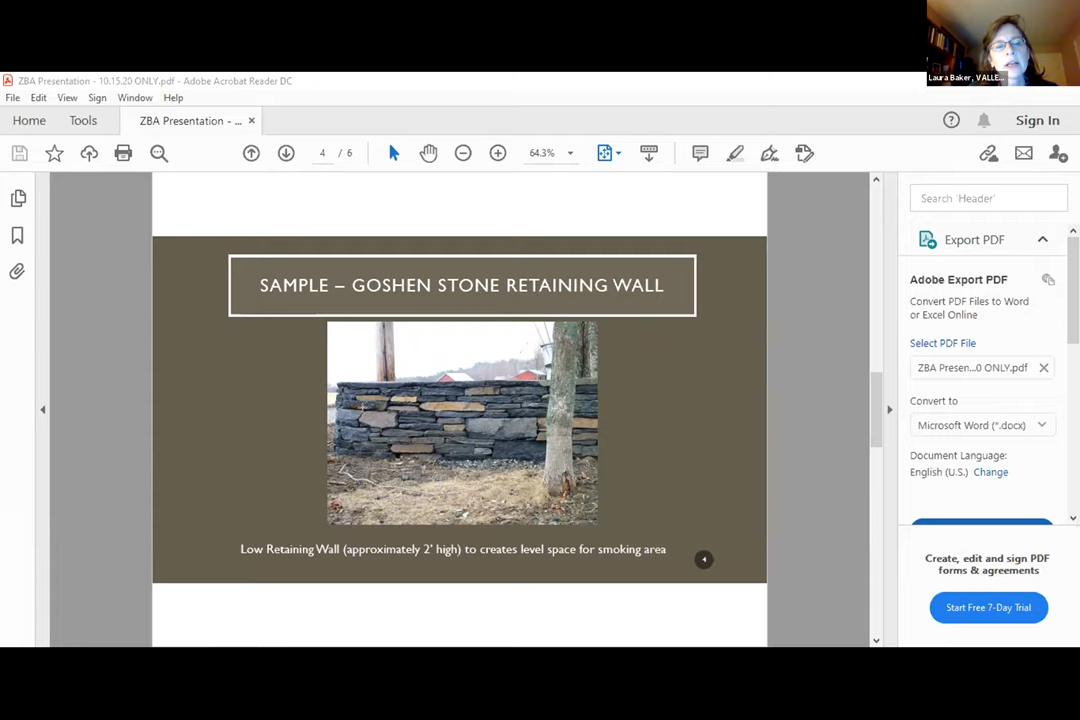 Laura Baker, VALLE...
ZBA Presentation - 10.15.20 ONLY.pdf - Adobe Acrobat Reader DC
File Edit View Sign Window Help
Home Tools ZBA Presentation - ... × Sign In
4 / 6 64.3%
Search 'Header'
Export PDF
SAMPLE – GOSHEN STONE RETAINING WALL
Low Retaining Wall (approximately 2' high) to creates level space for smoking area
Adobe Export PDF
Convert PDF Files to Word
or Excel Online
Select PDF File
ZBA Presen...0 ONLY.pdf
Convert to
Microsoft Word (*.docx)
Document Language:
English (U.S.) Change
Create, edit and sign PDF
forms & agreements
Start Free 7-Day Trial